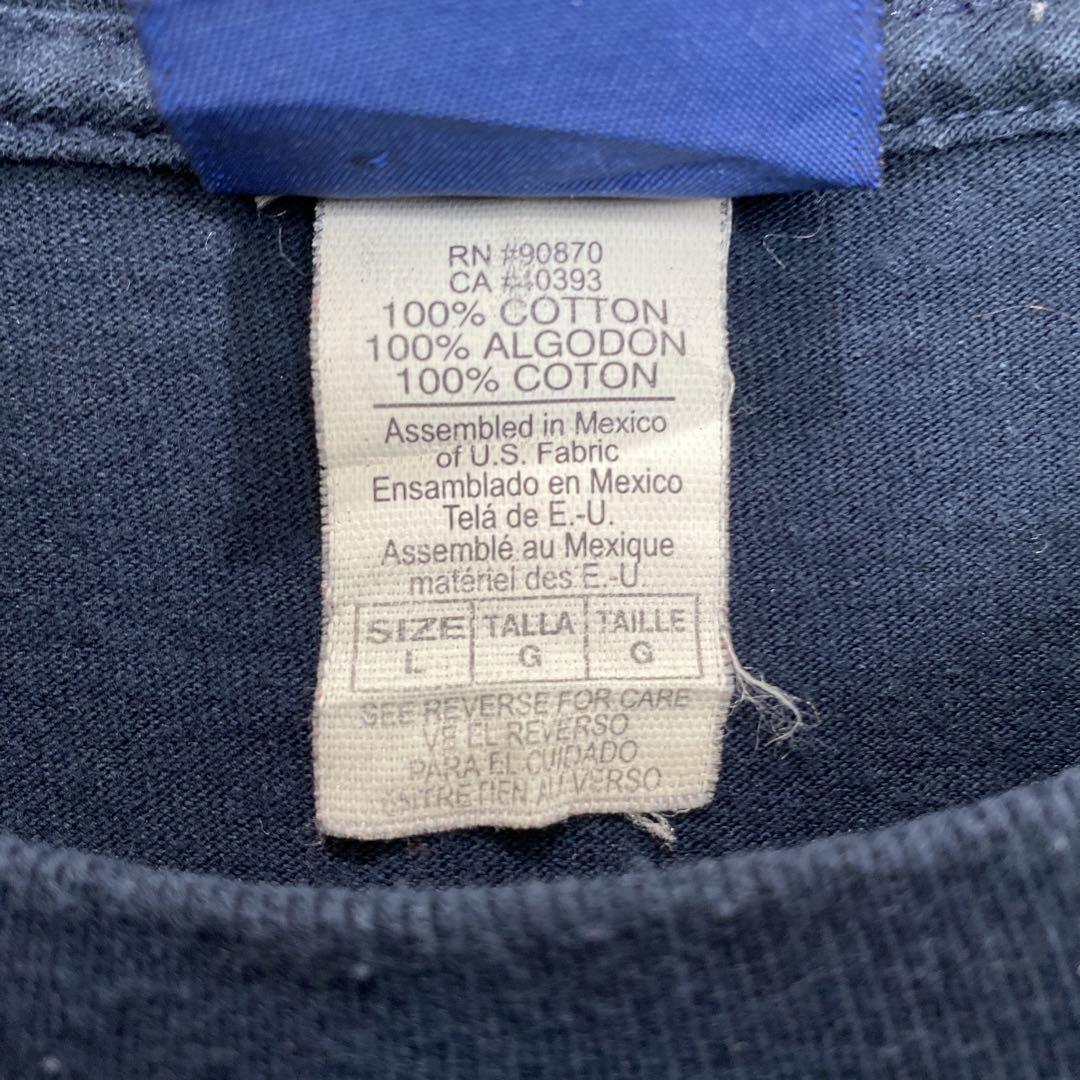 RN #90870
CA #40393
100% COTTON
100% ALGODON
100% COTON
Assembled in Mexico
of U.S. Fabric
Ensamblado en Mexico
Telá de E.-U.
Assemblé au Mexique
matériel des E.-U.
SIZE TALLA TAILLE
L G G
SEE REVERSE FOR CARE
VE EL REVERSO
PARA EL CUIDADO
ENTRETIEN AU VERSO